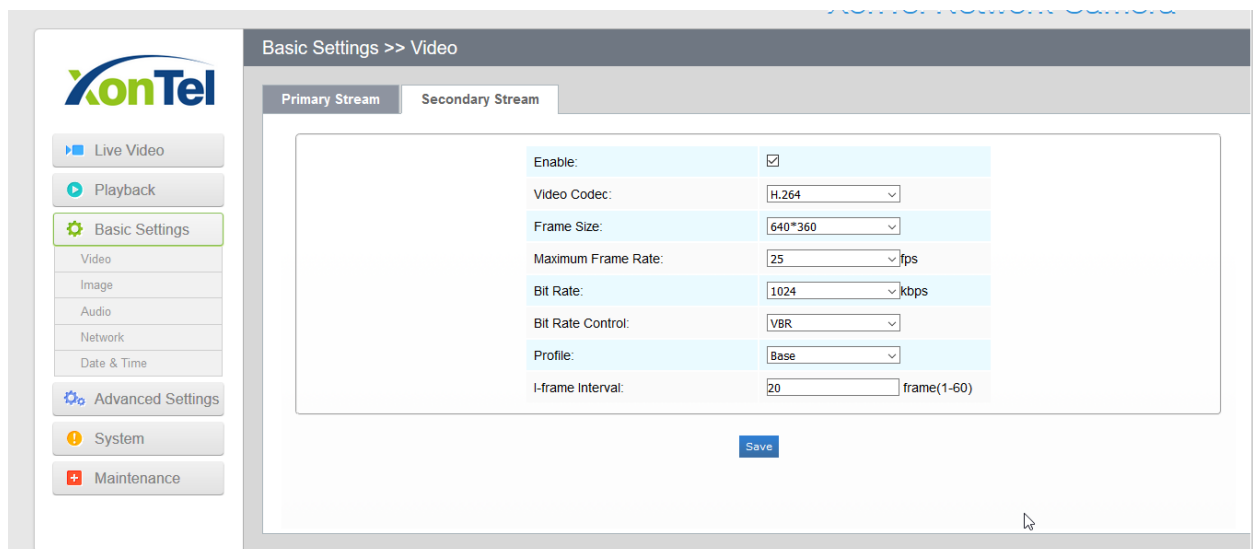 XonTel
Live Video
Playback
Basic Settings
Video
Image
Audio
Network
Date & Time
Advanced Settings
System
Maintenance
Basic Settings >> Video
Primary Stream Secondary Stream
Enable:
Video Codec: H.264
Frame Size: 640*360
Maximum Frame Rate: 25 fps
Bit Rate: 1024 kbps
Bit Rate Control: VBR
Profile: Base
I-frame Interval: 20 frame(1-60)
Save